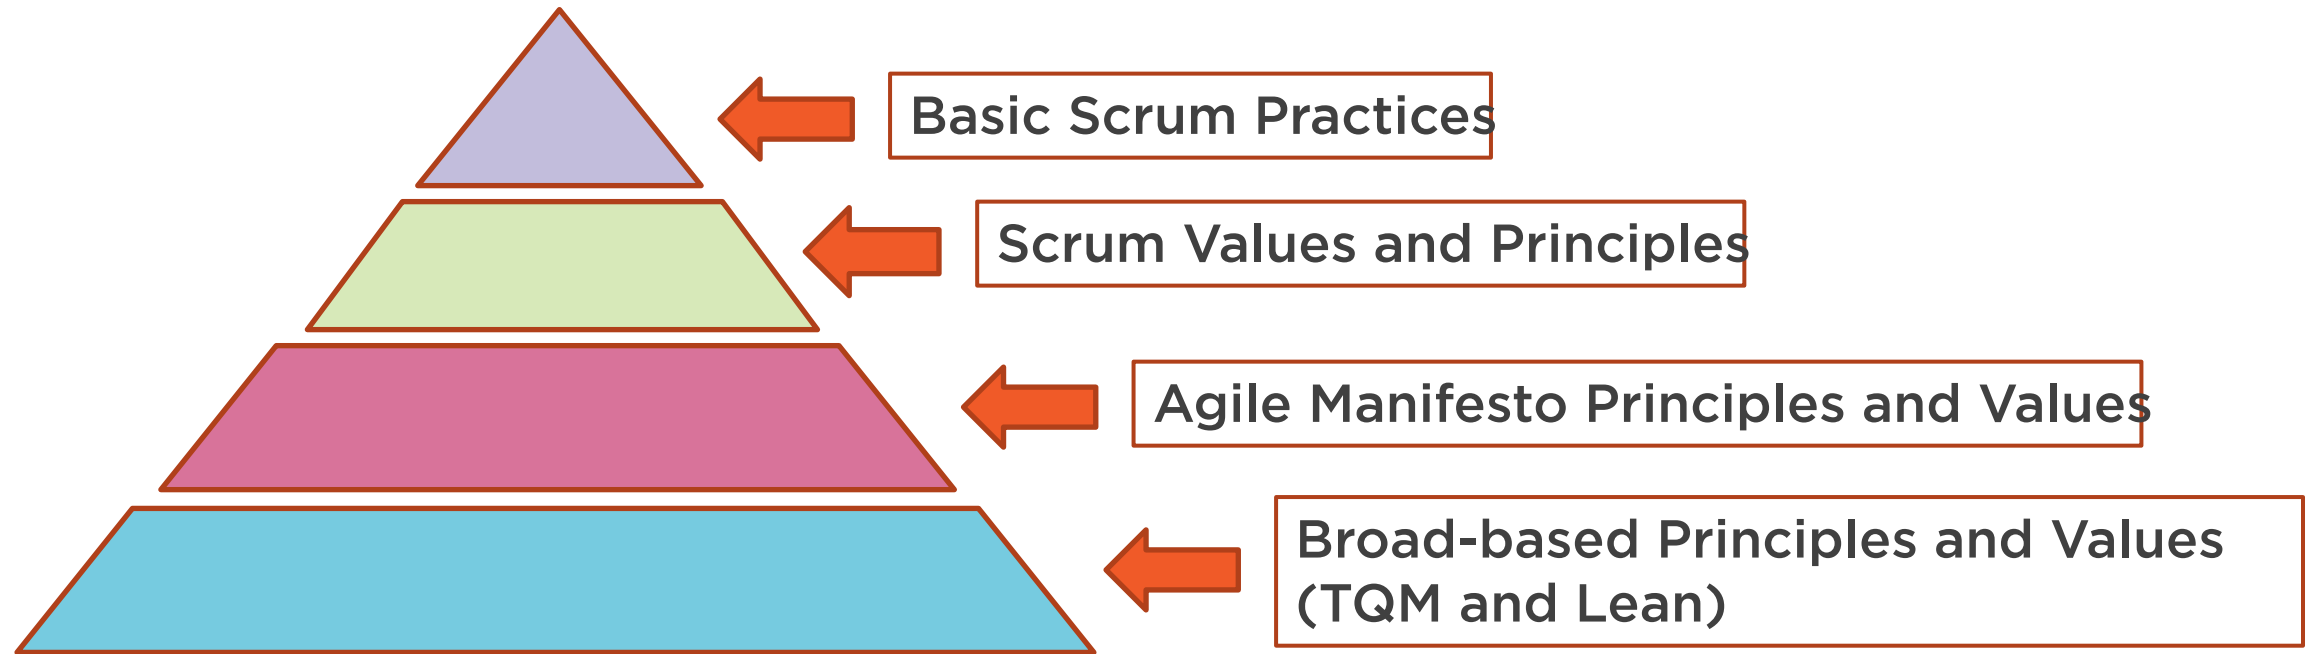 Basic Scrum Practices
Scrum Values and Principles
Agile Manifesto Principles and Values
Broad-based Principles and Values
(TQM and Lean)